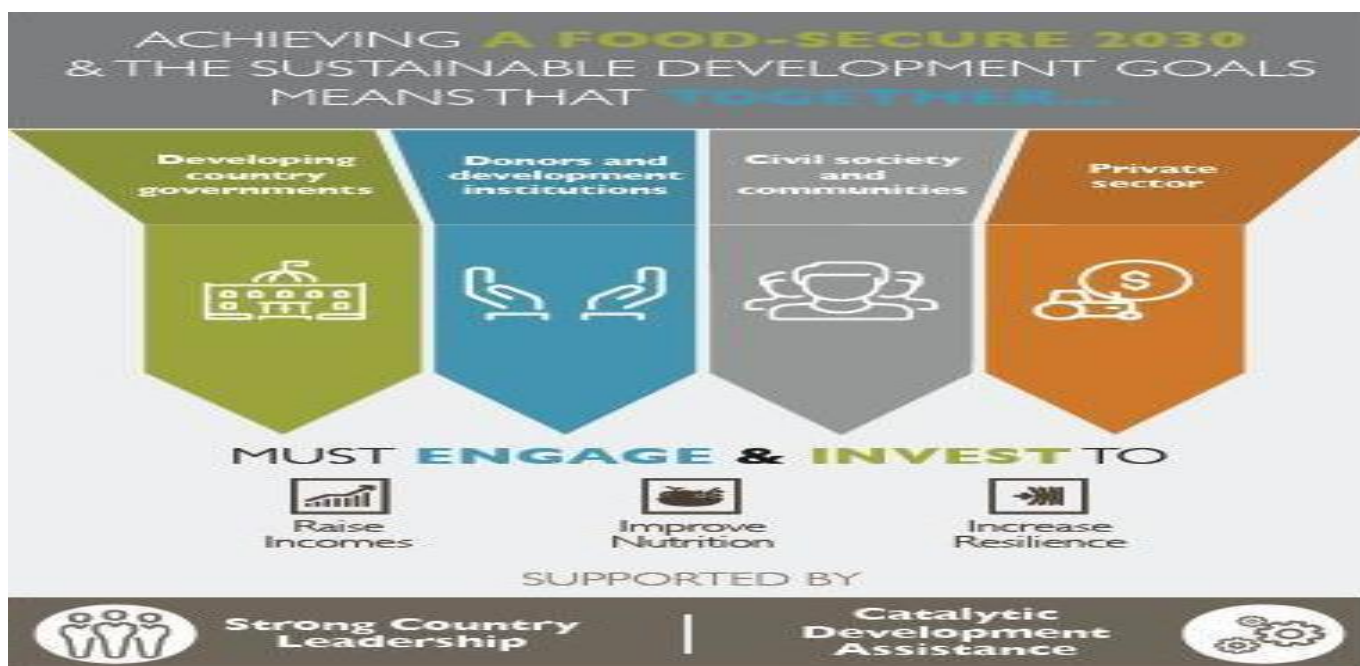 ACHIEVING A FOOD-SECURE 2030
& THE SUSTAINABLE DEVELOPMENT GOALS
MEANS THAT TOGETHER...
Developing
country
governments
Donors and
development
institutions
Civil society
and
communities
Private
sector
$
MUST ENGAGE & INVEST TO
Raise
Incomes
Improve
Nutrition
Increase
Resilience
SUPPORTED BY
Strong Country
Leadership
Catalytic
Development
Assistance